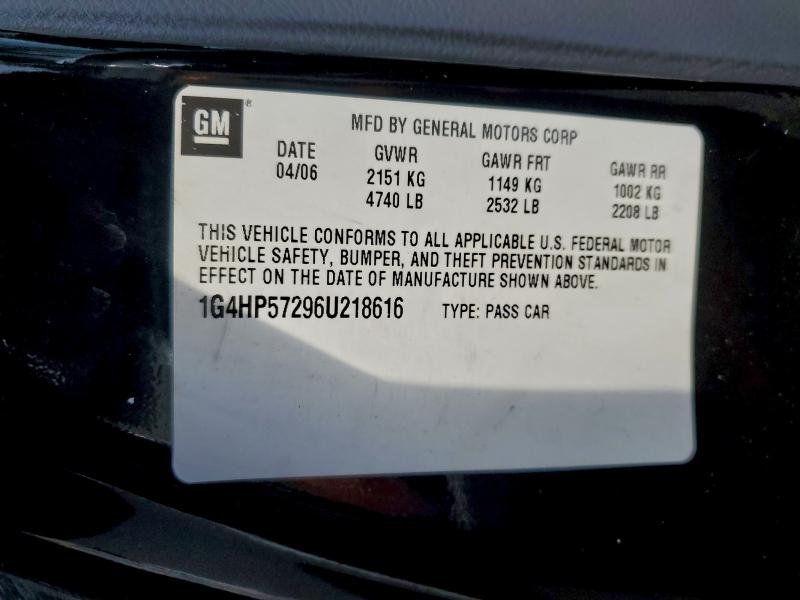 GM®
MFD BY GENERAL MOTORS CORP
DATE GVWR GAWR FRT GAWR RR
04/06 2151 KG 1149 KG 1002 KG
4740 LB 2532 LB 2208 LB
THIS VEHICLE CONFORMS TO ALL APPLICABLE U.S. FEDERAL MOTOR
VEHICLE SAFETY, BUMPER, AND THEFT PREVENTION STANDARDS IN
EFFECT ON THE DATE OF MANUFACTURE SHOWN ABOVE.
1G4HP57296U218616 TYPE: PASS CAR